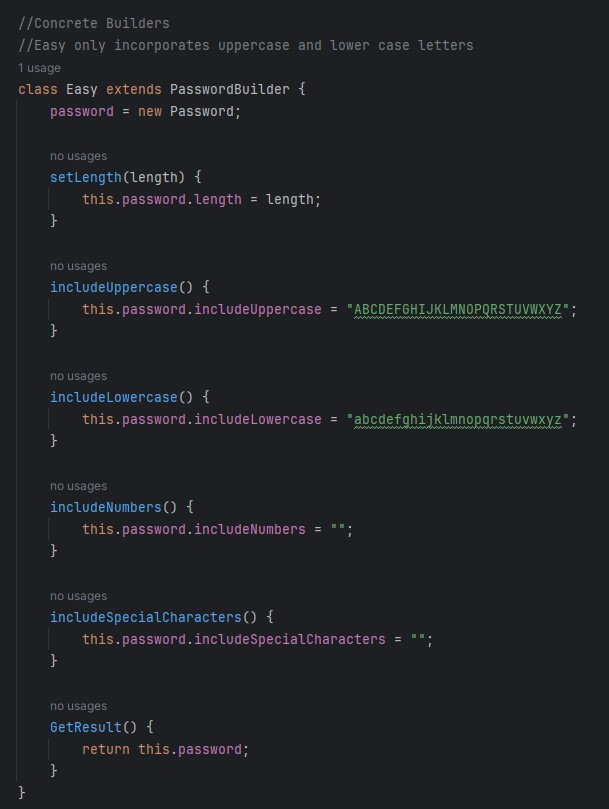 //Concrete Builders
//Easy only incorporates uppercase and lower case letters
1 usage
class Easy extends PasswordBuilder {
    password = new Password;
    no usages
    setLength(length) {
        this.password.length = length;
    }
    no usages
    includeUppercase() {
        this.password.includeUppercase = "ABCDEFGHIJKLMNOPQRSTUVWXYZ";
    }
    no usages
    includeLowercase() {
        this.password.includeLowercase = "abcdefghijklmnopqrstuvwxyz";
    }
    no usages
    includeNumbers() {
        this.password.includeNumbers = "";
    }
    no usages
    includeSpecialCharacters() {
        this.password.includeSpecialCharacters = "";
    }
    no usages
    GetResult() {
        return this.password;
    }
}